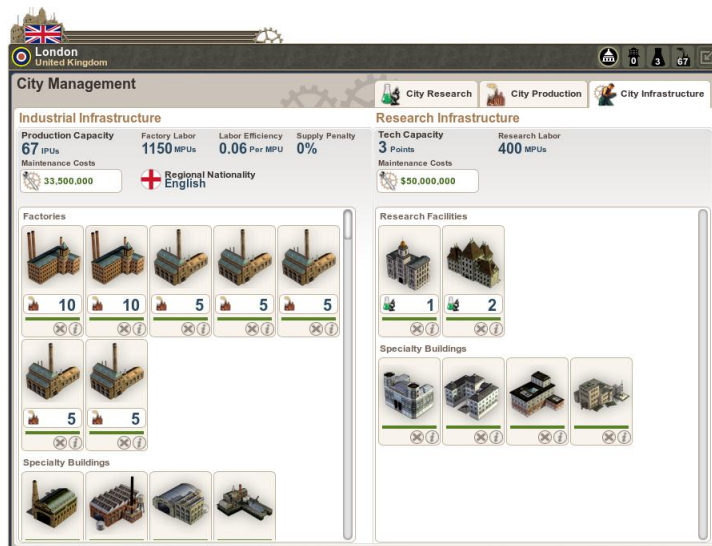 London
United Kingdom
0
3
67
City Management
City Research
City Production
City Infrastructure
Industrial Infrastructure
Production Capacity
67 IPUs
Factory Labor
1150 MPUs
Labor Efficiency
0.06 Per MPU
Supply Penalty
0%
Maintenance Costs
33,500,000
Regional Nationality
English
Research Infrastructure
Tech Capacity
3 Points
Research Labor
400 MPUs
Maintenance Costs
$50,000,000
Factories
10
10
5
5
5
5
5
Specialty Buildings
Research Facilities
1
2
Specialty Buildings